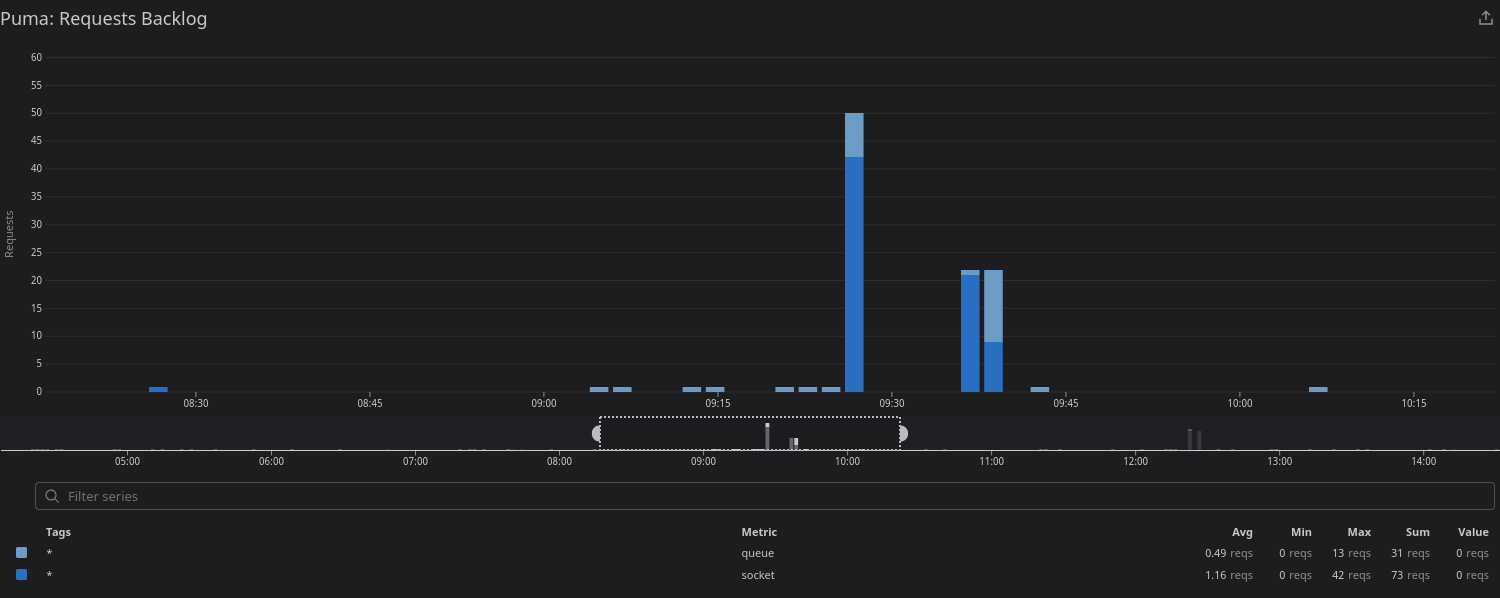 Puma: Requests Backlog
60
55
50
45
40
35
30
25
20
15
10
5
0
Requests
08:30 08:45 09:00 09:15 09:30 09:45 10:00 10:15
05:00 06:00 07:00 08:00 09:00 10:00 11:00 12:00 13:00 14:00
Filter series
Tags Metric Avg Min Max Sum Value
* queue 0.49 reqs 0 reqs 13 reqs 31 reqs 0 reqs
* socket 1.16 reqs 0 reqs 42 reqs 73 reqs 0 reqs